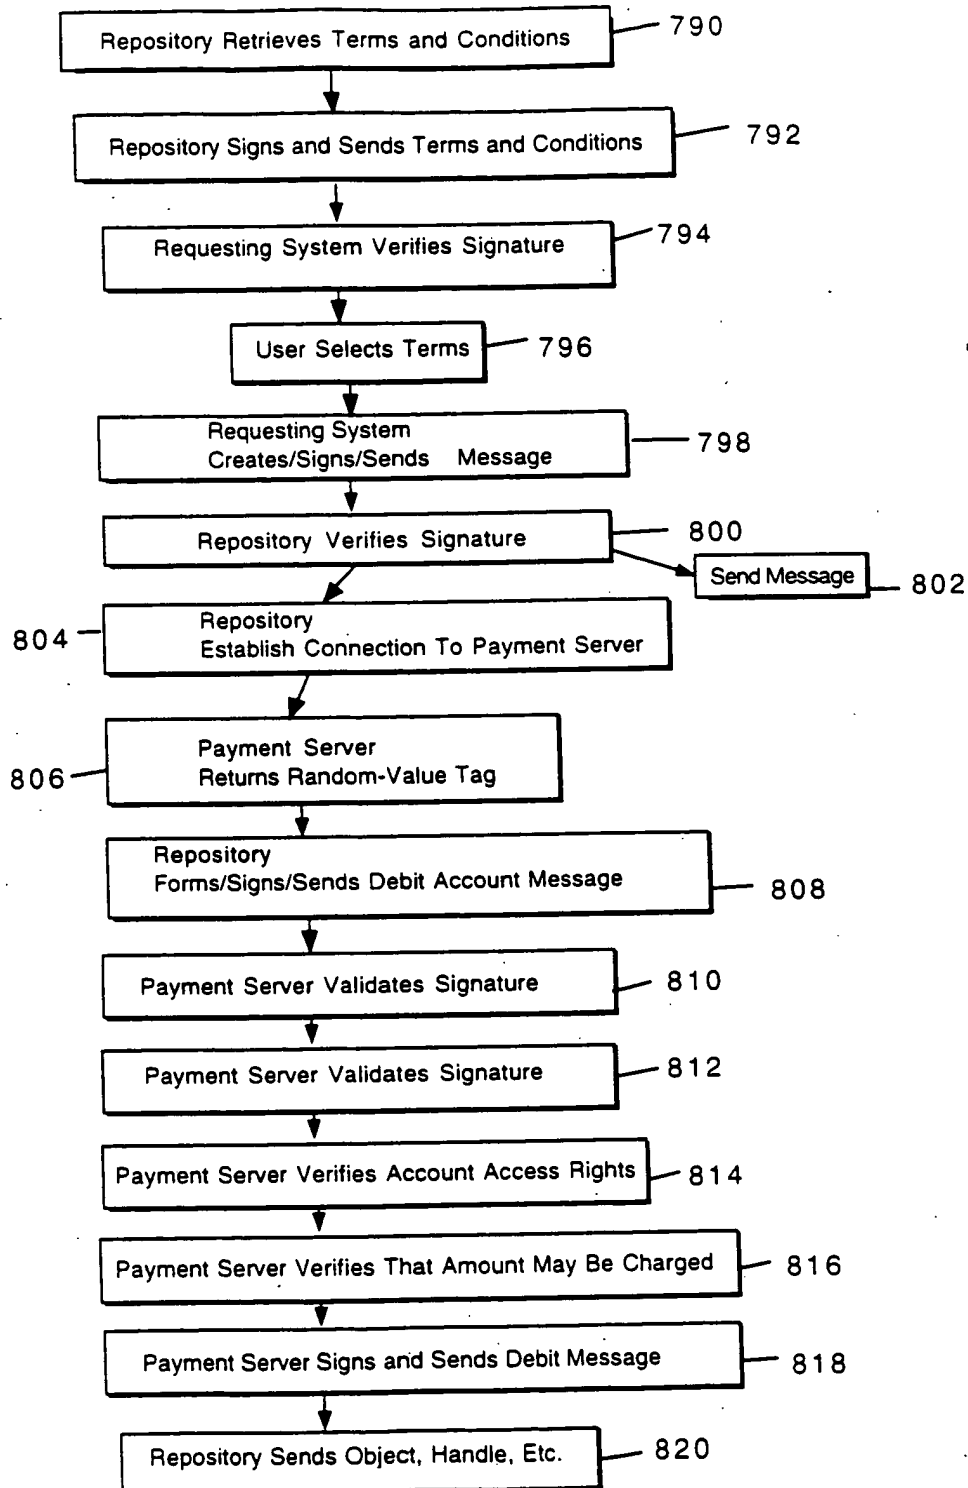 Repository Retrieves Terms and Conditions
790
Repository Signs and Sends Terms and Conditions
792
Requesting System Verifies Signature
794
User Selects Terms
796
Requesting System
Creates/Signs/Sends Message
798
Repository Verifies Signature
800
Send Message
802
804
Repository
Establish Connection To Payment Server
806
Payment Server
Returns Random-Value Tag
Repository
Forms/Signs/Sends Debit Account Message
808
Payment Server Validates Signature
810
Payment Server Validates Signature
812
Payment Server Verifies Account Access Rights
814
Payment Server Verifies That Amount May Be Charged
816
Payment Server Signs and Sends Debit Message
818
Repository Sends Object, Handle, Etc.
820